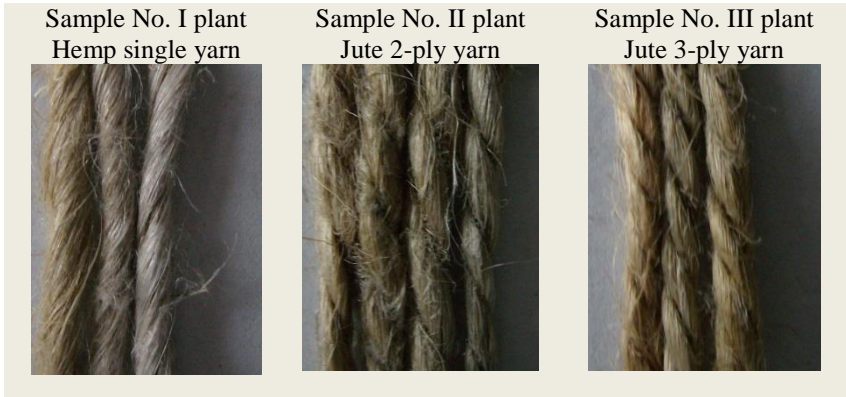 Sample No. I plant
Hemp single yarn
Sample No. II plant
Jute 2-ply yarn
Sample No. III plant
Jute 3-ply yarn